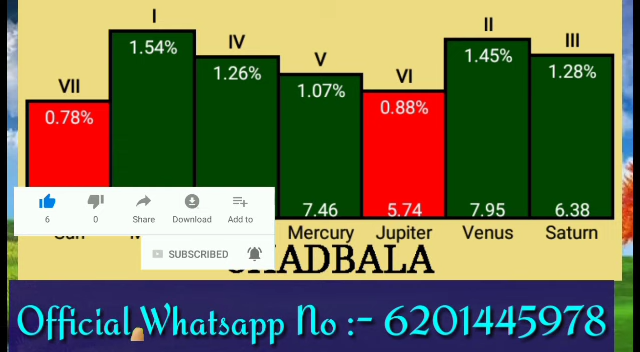 I
II
IV
III
V
VI
VII
1.54%
1.45%
1.26%
1.28%
1.07%
0.88%
0.78%
7.46 5.74 7.95 6.38
Mercury Jupiter Venus Saturn
6 0 Share Download Add to
SUBSCRIBED
HADBALA
Official Whatsapp No :- 6201445978